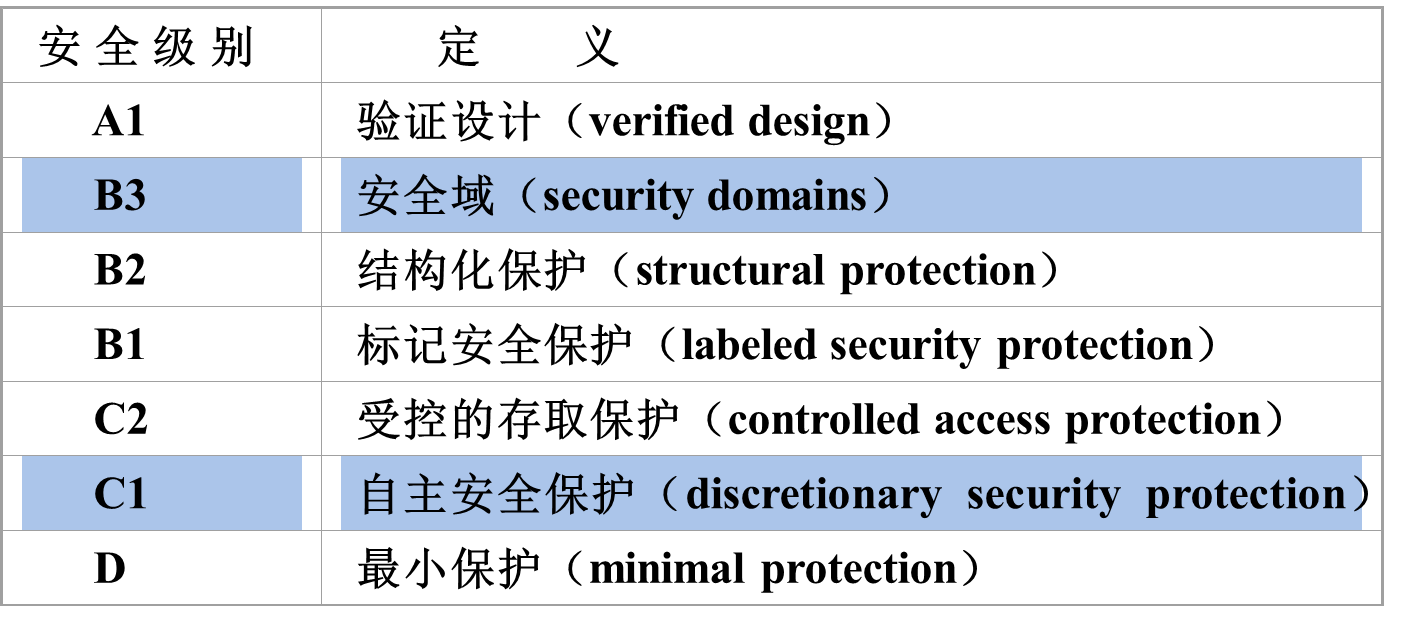 安全级别 定 义
A1 验证设计（verified design）
B3 安全域（security domains）
B2 结构化保护（structural protection）
B1 标记安全保护（labeled security protection）
C2 受控的存取保护（controlled access protection）
C1 自主安全保护（discretionary security protection）
D 最小保护（minimal protection）